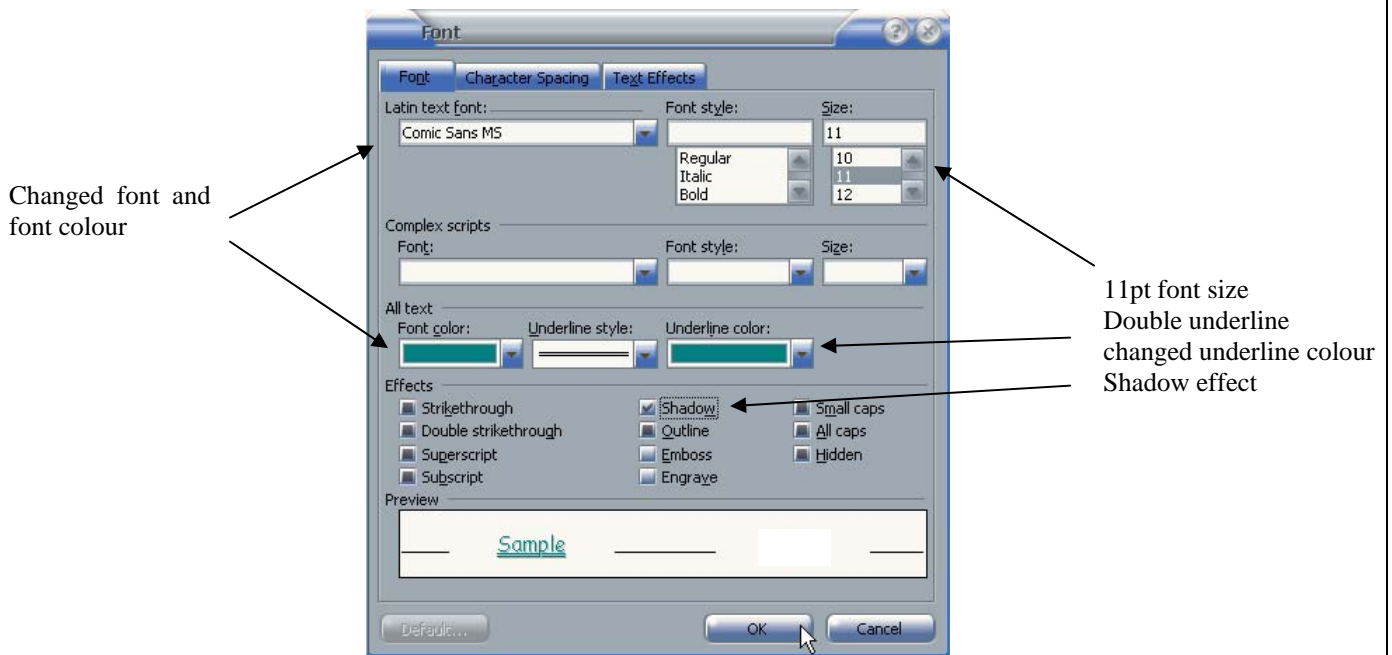 Font
Font Character Spacing Text Effects
Latin text font: Font style: Size:
Comic Sans MS 11
Regular 10
Italic 11
Bold 12
Changed font and
font colour
Complex scripts
Font: Font style: Size:
All text
Font color: Underline style: Underline color:
11pt font size
Double underline
changed underline colour
Shadow effect
Effects
Strikethrough Shadow Small caps
Double strikethrough Outline All caps
Superscript Emboss Hidden
Subscript Engrave
Preview
Sample
Default... OK Cancel